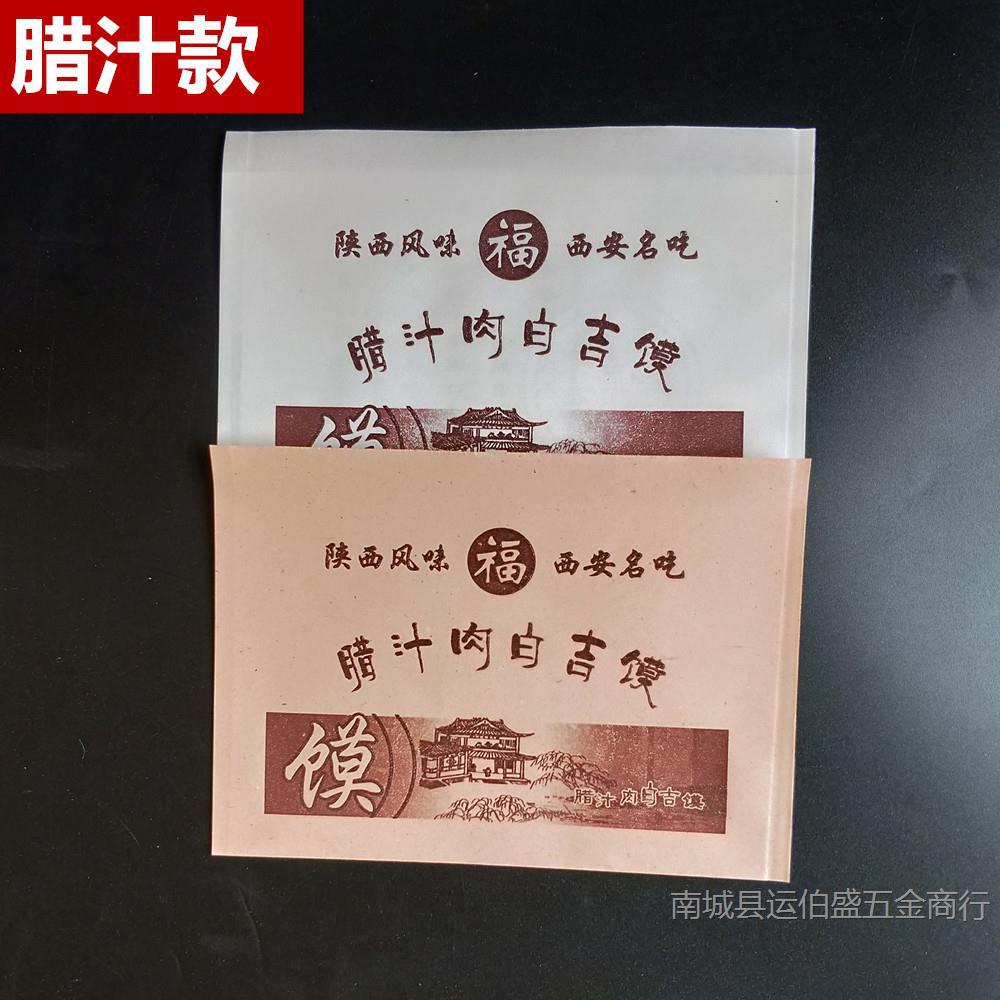 腊汁款
陕西风味 福 西安名吃
腊汁肉白吉馍
馍
陕西风味 福 西安名吃
腊汁肉白吉馍
馍
腊汁肉白吉馍
南城县运伯盛五金商行